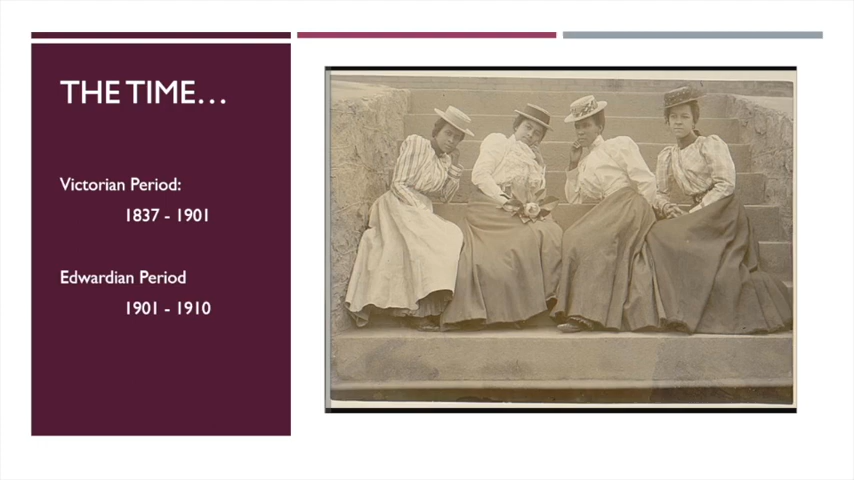 THE TIME…
Victorian Period:
1837 - 1901
Edwardian Period
1901 - 1910